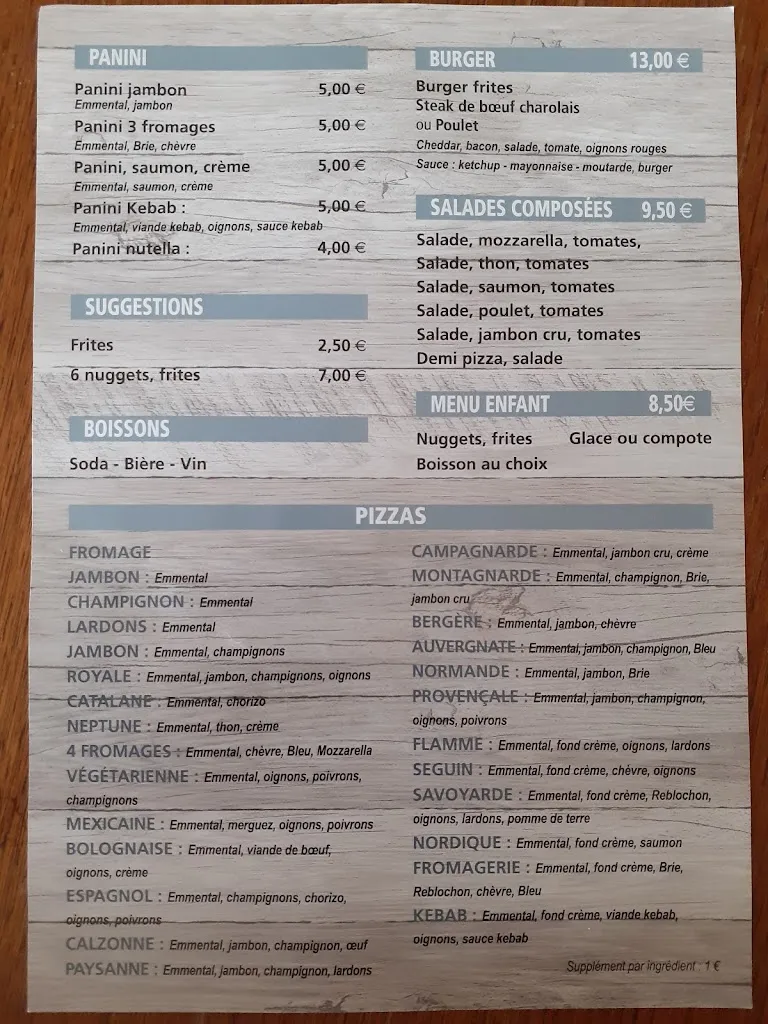 PANINI
Panini jambon 5,00 €
Emmental, jambon
Panini 3 fromages 5,00 €
Emmental, Brie, chèvre
Panini, saumon, crème 5,00 €
Emmental, saumon, crème
Panini Kebab : 5,00 €
Emmental, viande kebab, oignons, sauce kebab
Panini nutella : 4,00 €
SUGGESTIONS
Frites 2,50 €
6 nuggets, frites 7,00 €
BOISSONS
Soda - Bière - Vin
BURGER 13,00 €
Burger frites
Steak de bœuf charolais
ou Poulet
Cheddar, bacon, salade, tomate, oignons rouges
Sauce : ketchup - mayonnaise - moutarde, burger
SALADES COMPOSÉES 9,50 €
Salade, mozzarella, tomates,
Salade, thon, tomates
Salade, saumon, tomates
Salade, poulet, tomates
Salade, jambon cru, tomates
Demi pizza, salade
MENU ENFANT 8,50€
Nuggets, frites Glace ou compote
Boisson au choix
PIZZAS
FROMAGE
JAMBON : Emmental
CHAMPIGNON : Emmental
LARDONS : Emmental
JAMBON : Emmental, champignons
ROYALE : Emmental, jambon, champignons, oignons
CATALANE : Emmental, chorizo
NEPTUNE : Emmental, thon, crème
4 FROMAGES : Emmental, chèvre, Bleu, Mozzarella
VÉGÉTARIENNE : Emmental, oignons, poivrons,
champignons
MEXICAINE : Emmental, merguez, oignons, poivrons
BOLOGNAISE : Emmental, viande de bœuf,
oignons, crème
ESPAGNOL : Emmental, champignons, chorizo,
oignons, poivrons
CALZONNE : Emmental, jambon, champignon, œuf
PAYSANNE : Emmental, jambon, champignon, lardons
CAMPAGNARDE : Emmental, jambon cru, crème
MONTAGNARDE : Emmental, champignon, Brie,
jambon cru
BERGÈRE : Emmental, jambon, chèvre
AUVERGNATE : Emmental, jambon, champignon, Bleu
NORMANDE : Emmental, jambon, Brie
PROVENÇALE : Emmental, jambon, champignon,
oignons, poivrons
FLAMME : Emmental, fond crème, oignons, lardons
SEGUIN : Emmental, fond crème, chèvre, oignons
SAVOYARDE : Emmental, fond crème, Reblochon,
oignons, lardons, pomme de terre
NORDIQUE : Emmental, fond crème, saumon
FROMAGERIE : Emmental, fond crème, Brie,
Reblochon, chèvre, Bleu
KEBAB : Emmental, fond crème, viande kebab,
oignons, sauce kebab
Supplément par ingrédient : 1 €